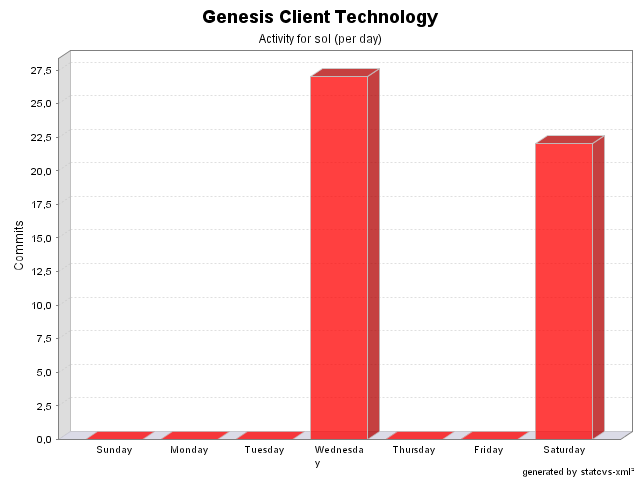 Genesis Client Technology
Activity for sol (per day)
Commits
27,5
25,0
22,5
20,0
17,5
15,0
12,5
10,0
7,5
5,0
2,5
0,0
Sunday Monday Tuesday Wednesda Thursday Friday Saturday
y
generated by statcvs-xml²